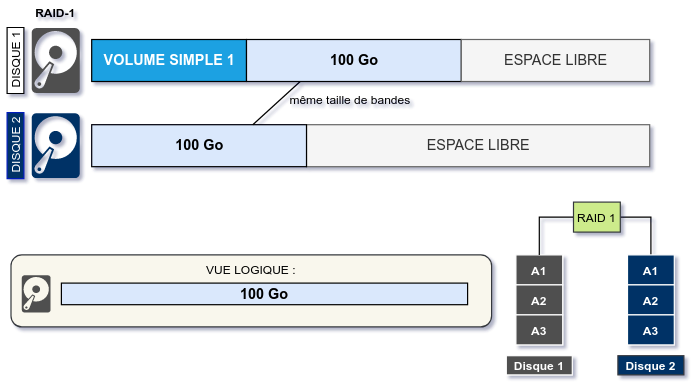 RAID-1
DISQUE 1
VOLUME SIMPLE 1
100 Go
ESPACE LIBRE
même taille de bandes
DISQUE 2
100 Go
ESPACE LIBRE
RAID 1
VUE LOGIQUE :
100 Go
A1
A1
A2
A2
A3
A3
Disque 1
Disque 2